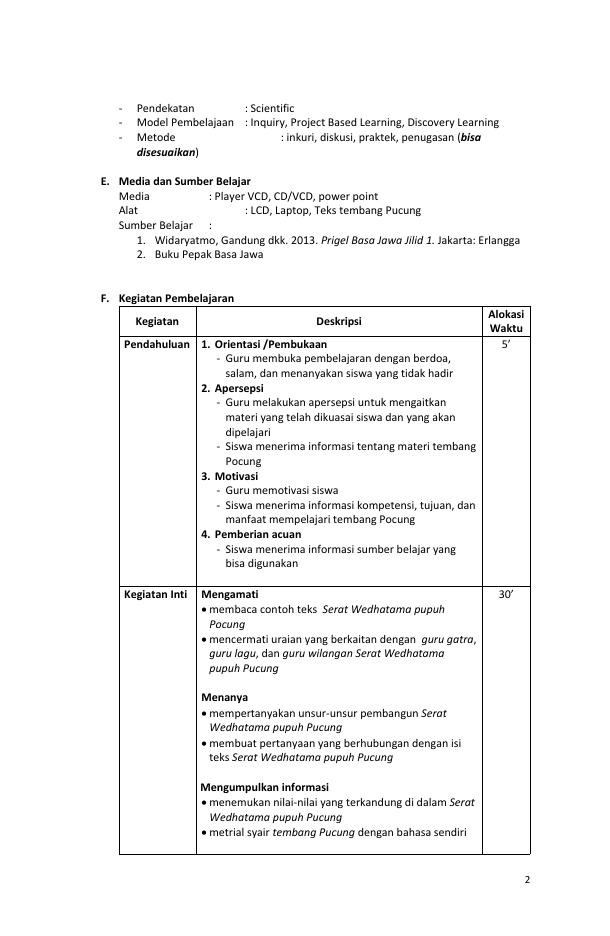 - Pendekatan : Scientific
- Model Pembelajaan : Inquiry, Project Based Learning, Discovery Learning
- Metode : inkuri, diskusi, praktek, penugasan (bisa
disesuaikan)
E. Media dan Sumber Belajar
Media : Player VCD, CD/VCD, power point
Alat : LCD, Laptop, Teks tembang Pucung
Sumber Belajar :
1. Widaryatmo, Gandung dkk. 2013. Prigel Basa Jawa Jilid 1. Jakarta: Erlangga
2. Buku Pepak Basa Jawa
F. Kegiatan Pembelajaran
Kegiatan Deskripsi Alokasi
Waktu
Pendahuluan 1. Orientasi /Pembukaan 5’
- Guru membuka pembelajaran dengan berdoa,
salam, dan menanyakan siswa yang tidak hadir
2. Apersepsi
- Guru melakukan apersepsi untuk mengaitkan
materi yang telah dikuasai siswa dan yang akan
dipelajari
- Siswa menerima informasi tentang materi tembang
Pocung
3. Motivasi
- Guru memotivasi siswa
- Siswa menerima informasi kompetensi, tujuan, dan
manfaat mempelajari tembang Pocung
4. Pemberian acuan
- Siswa menerima informasi sumber belajar yang
bisa digunakan
Kegiatan Inti Mengamati 30’
• membaca contoh teks Serat Wedhatama pupuh
Pocung
• mencermati uraian yang berkaitan dengan guru gatra,
guru lagu, dan guru wilangan Serat Wedhatama
pupuh Pucung
Menanya
• mempertanyakan unsur-unsur pembangun Serat
Wedhatama pupuh Pucung
• membuat pertanyaan yang berhubungan dengan isi
teks Serat Wedhatama pupuh Pucung
Mengumpulkan informasi
• menemukan nilai-nilai yang terkandung di dalam Serat
Wedhatama pupuh Pucung
• metrial syair tembang Pucung dengan bahasa sendiri
2